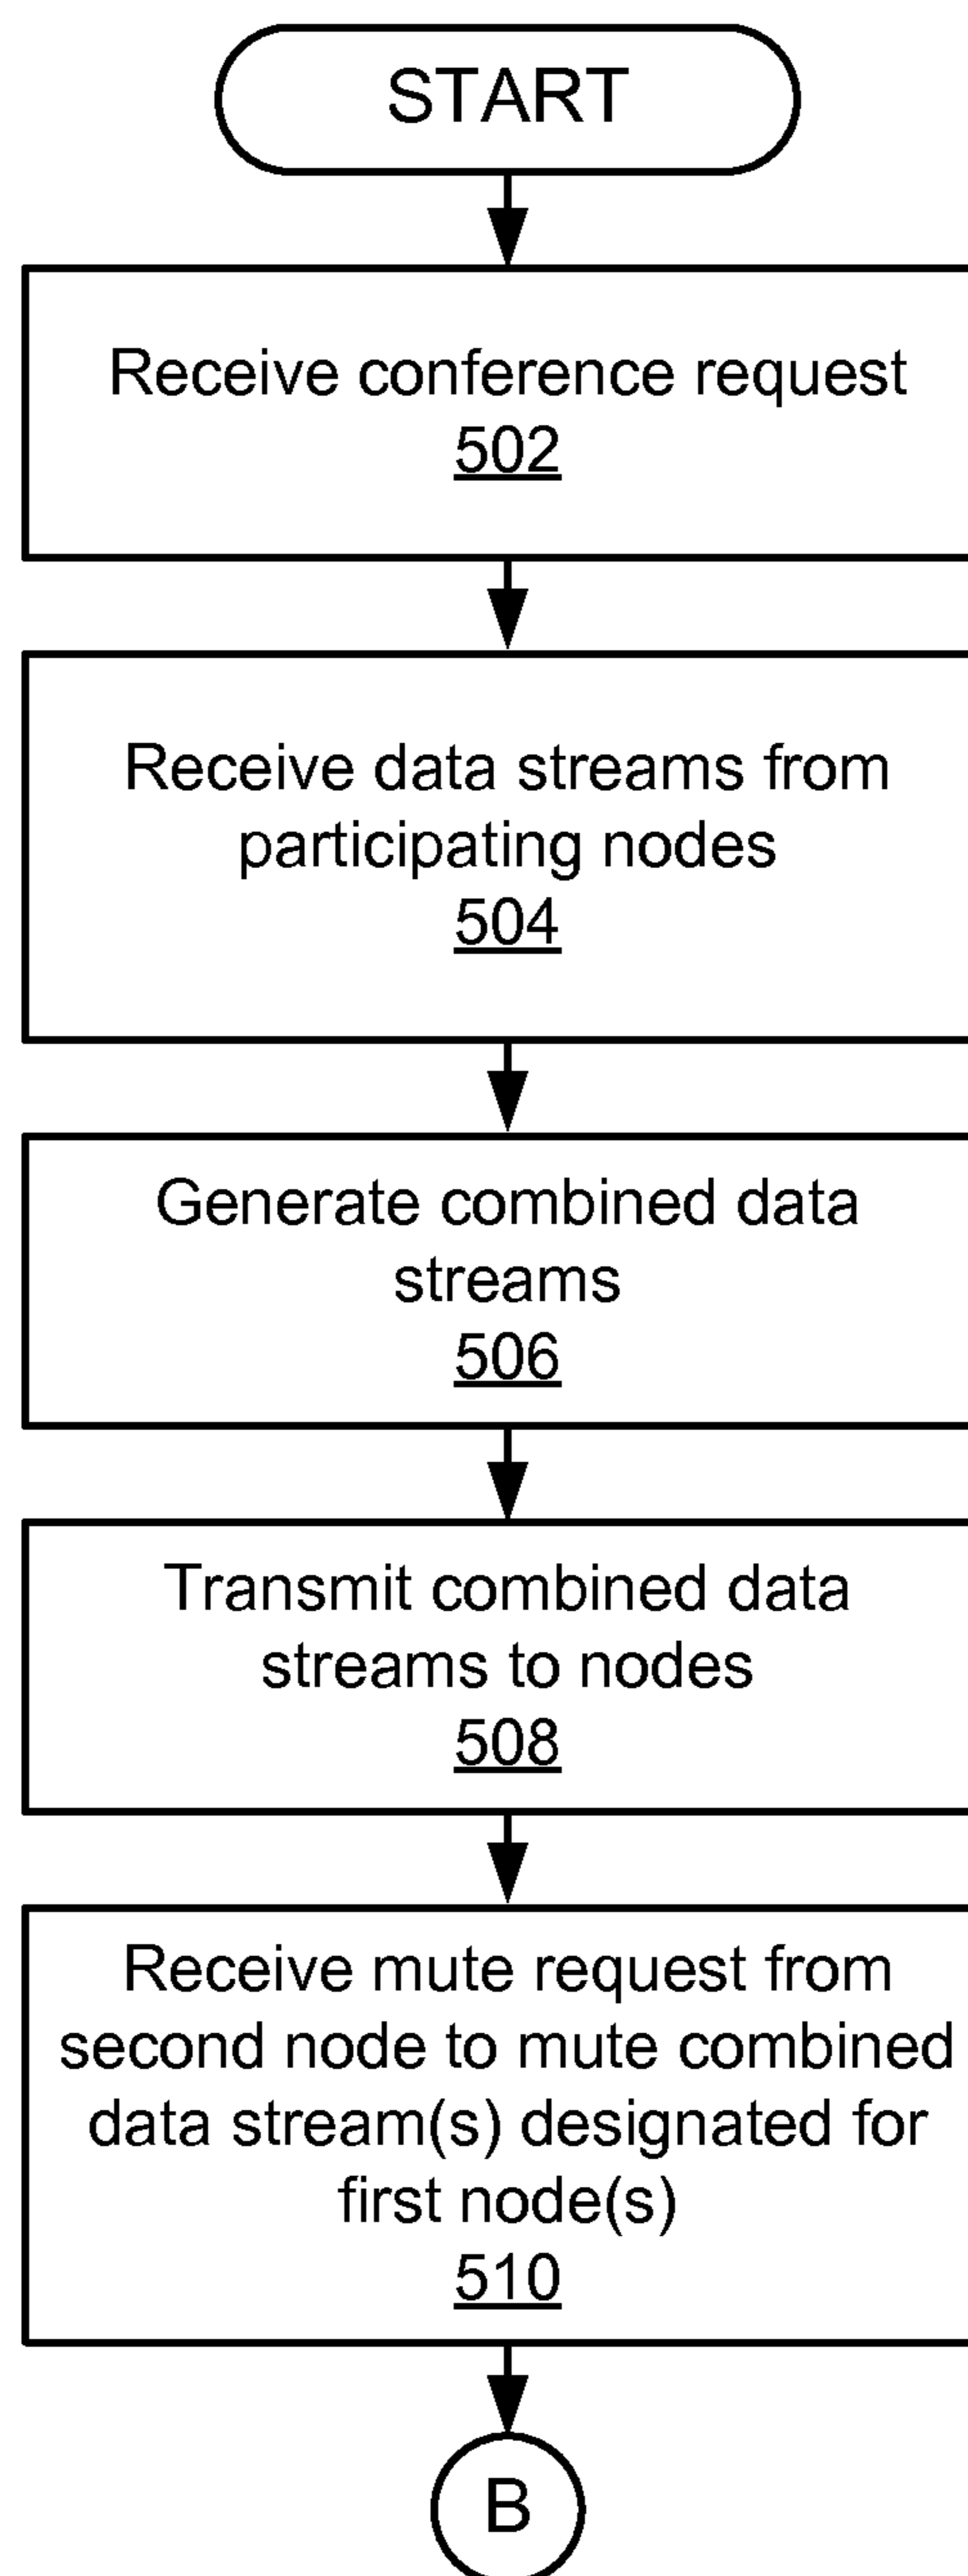 START
Receive conference request
502
Receive data streams from
participating nodes
504
Generate combined data
streams
506
Transmit combined data
streams to nodes
508
Receive mute request from
second node to mute combined
data stream(s) designated for
first node(s)
510
B